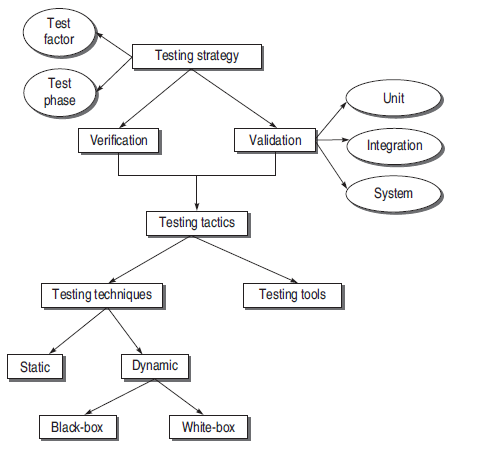 Test
factor
Testing strategy
Test
phase
Unit
Verification
Validation
Integration
System
Testing tactics
Testing techniques
Testing tools
Static
Dynamic
Black-box
White-box